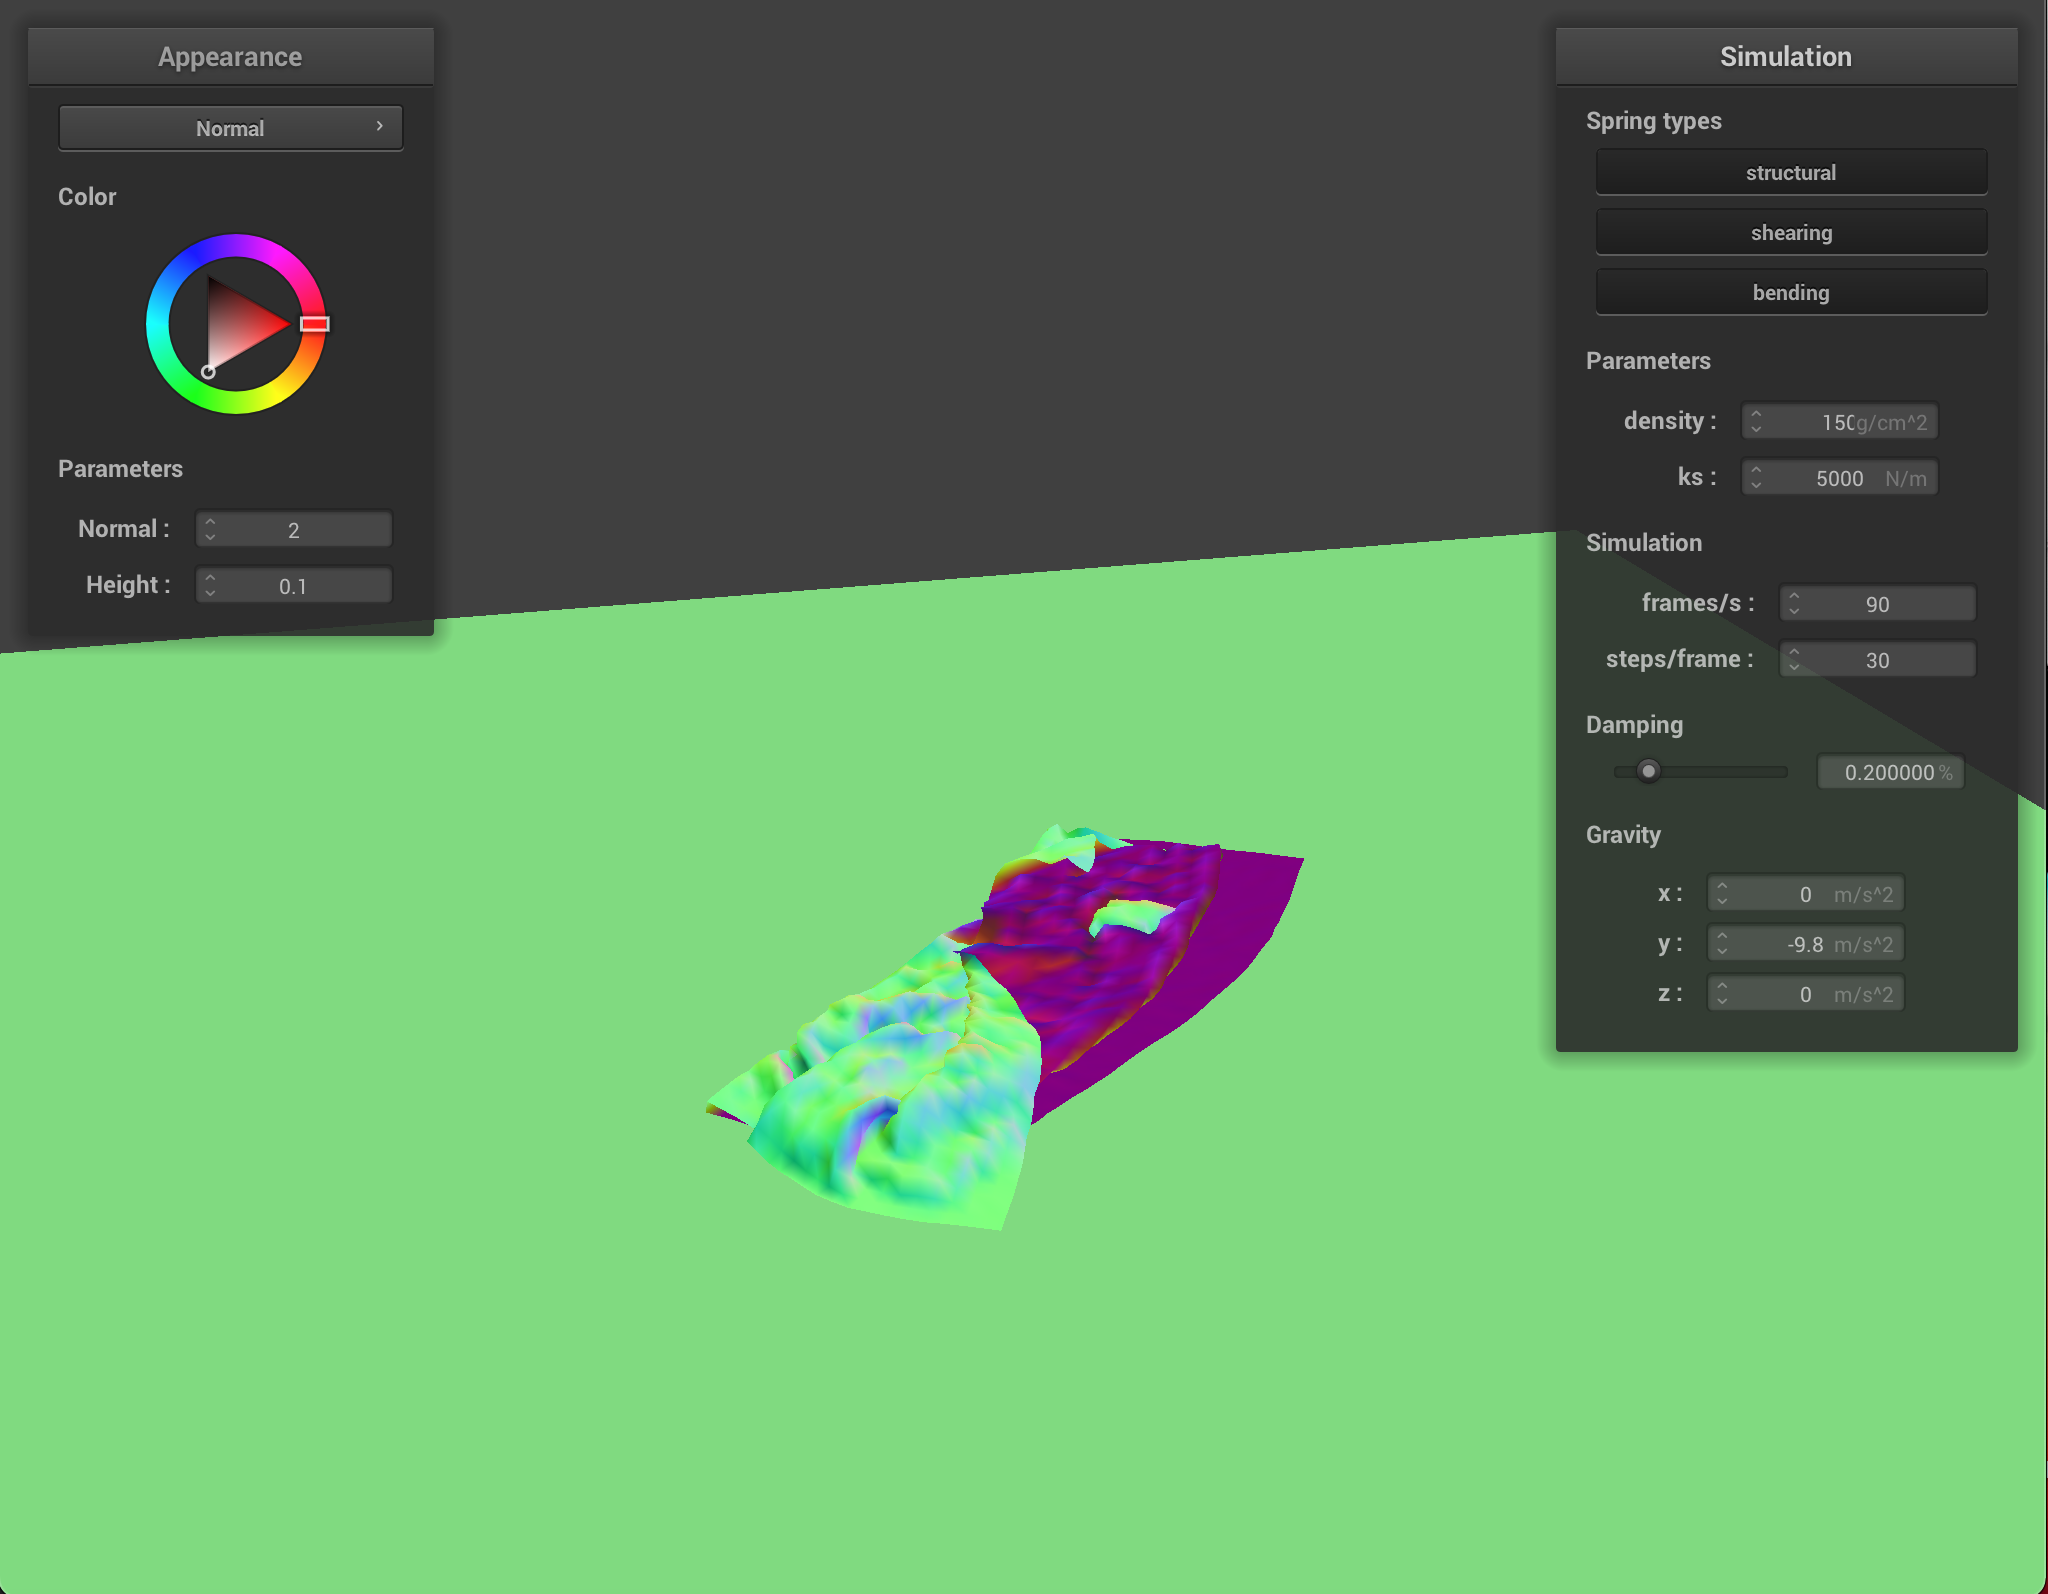 Appearance
Normal
Color
Parameters
Normal : 2
Height : 0.1
Simulation
Spring types
structural
shearing
bending
Parameters
density : 150 g/cm^2
ks : 5000 N/m
Simulation
frames/s : 90
steps/frame : 30
Damping
0.200000 %
Gravity
x : 0 m/s^2
y : -9.8 m/s^2
z : 0 m/s^2